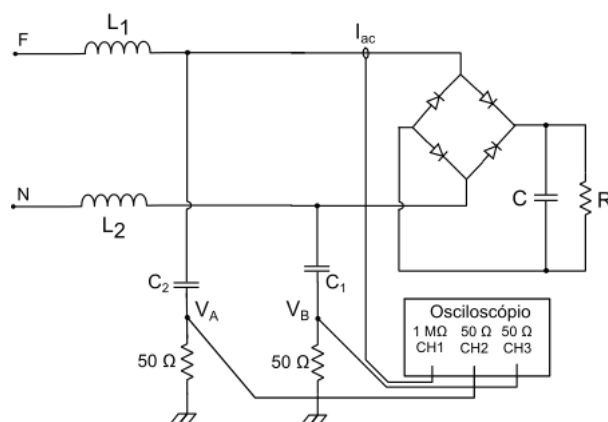 F
L1
Iac
N
L2
C
R
C2
C1
VA
VB
50 Ω
50 Ω
Osciloscópio
1 MΩ 50 Ω 50 Ω
CH1 CH2 CH3